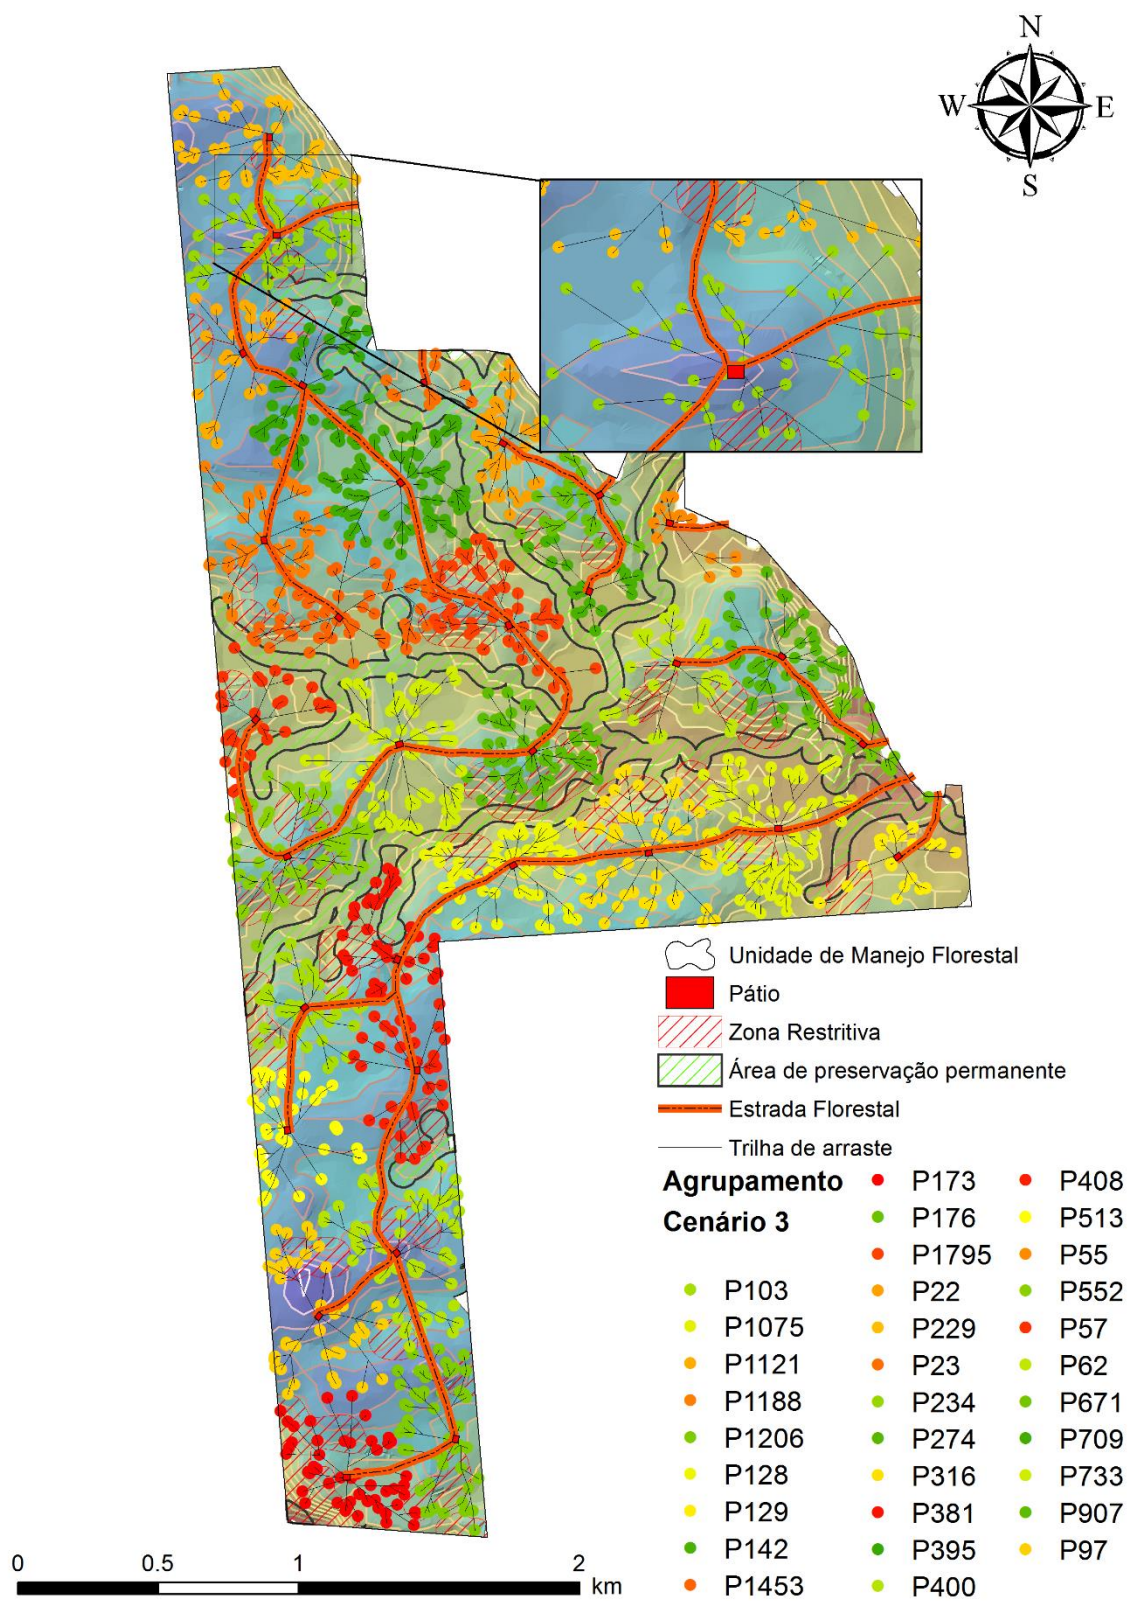 N
W E
S
Unidade de Manejo Florestal
Pátio
Zona Restritiva
Área de preservação permanente
Estrada Florestal
Trilha de arraste
Agrupamento
Cenário 3
P103
P1075
P1121
P1188
P1206
P128
P129
P142
P1453
P173
P176
P1795
P22
P229
P23
P234
P274
P316
P381
P395
P400
P408
P513
P55
P552
P57
P62
P671
P709
P733
P907
P97
0 0.5 1 2
km